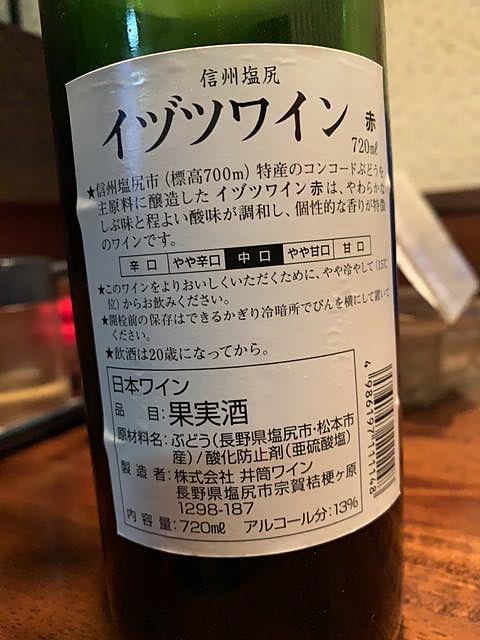 信州塩尻
イヅツワイン 赤
720㎖
★信州塩尻市(標高700m)特産のコンコードぶどうを
主原料に醸造したイヅツワイン赤は、やわらかな
しぶ味と程よい酸味が調和し、個性的な香りが特徴
のワインです。
辛口 やや辛口 中口 やや甘口 甘口
★このワインをよりおいしくいただくために、やや冷やして(15℃
位)からお飲みください。
★開栓前の保存はできるかぎり冷暗所でびんを横にして置いて
ください。
★飲酒は20歳になってから。
日本ワイン
品目:果実酒
原材料名:ぶどう(長野県塩尻市・松本市
産)/酸化防止剤(亜硫酸塩)
製造者:株式会社 井筒ワイン
長野県塩尻市宗賀桔梗ヶ原
1298-187
内容量:720㎖ アルコール分:13%
4 986197 111148